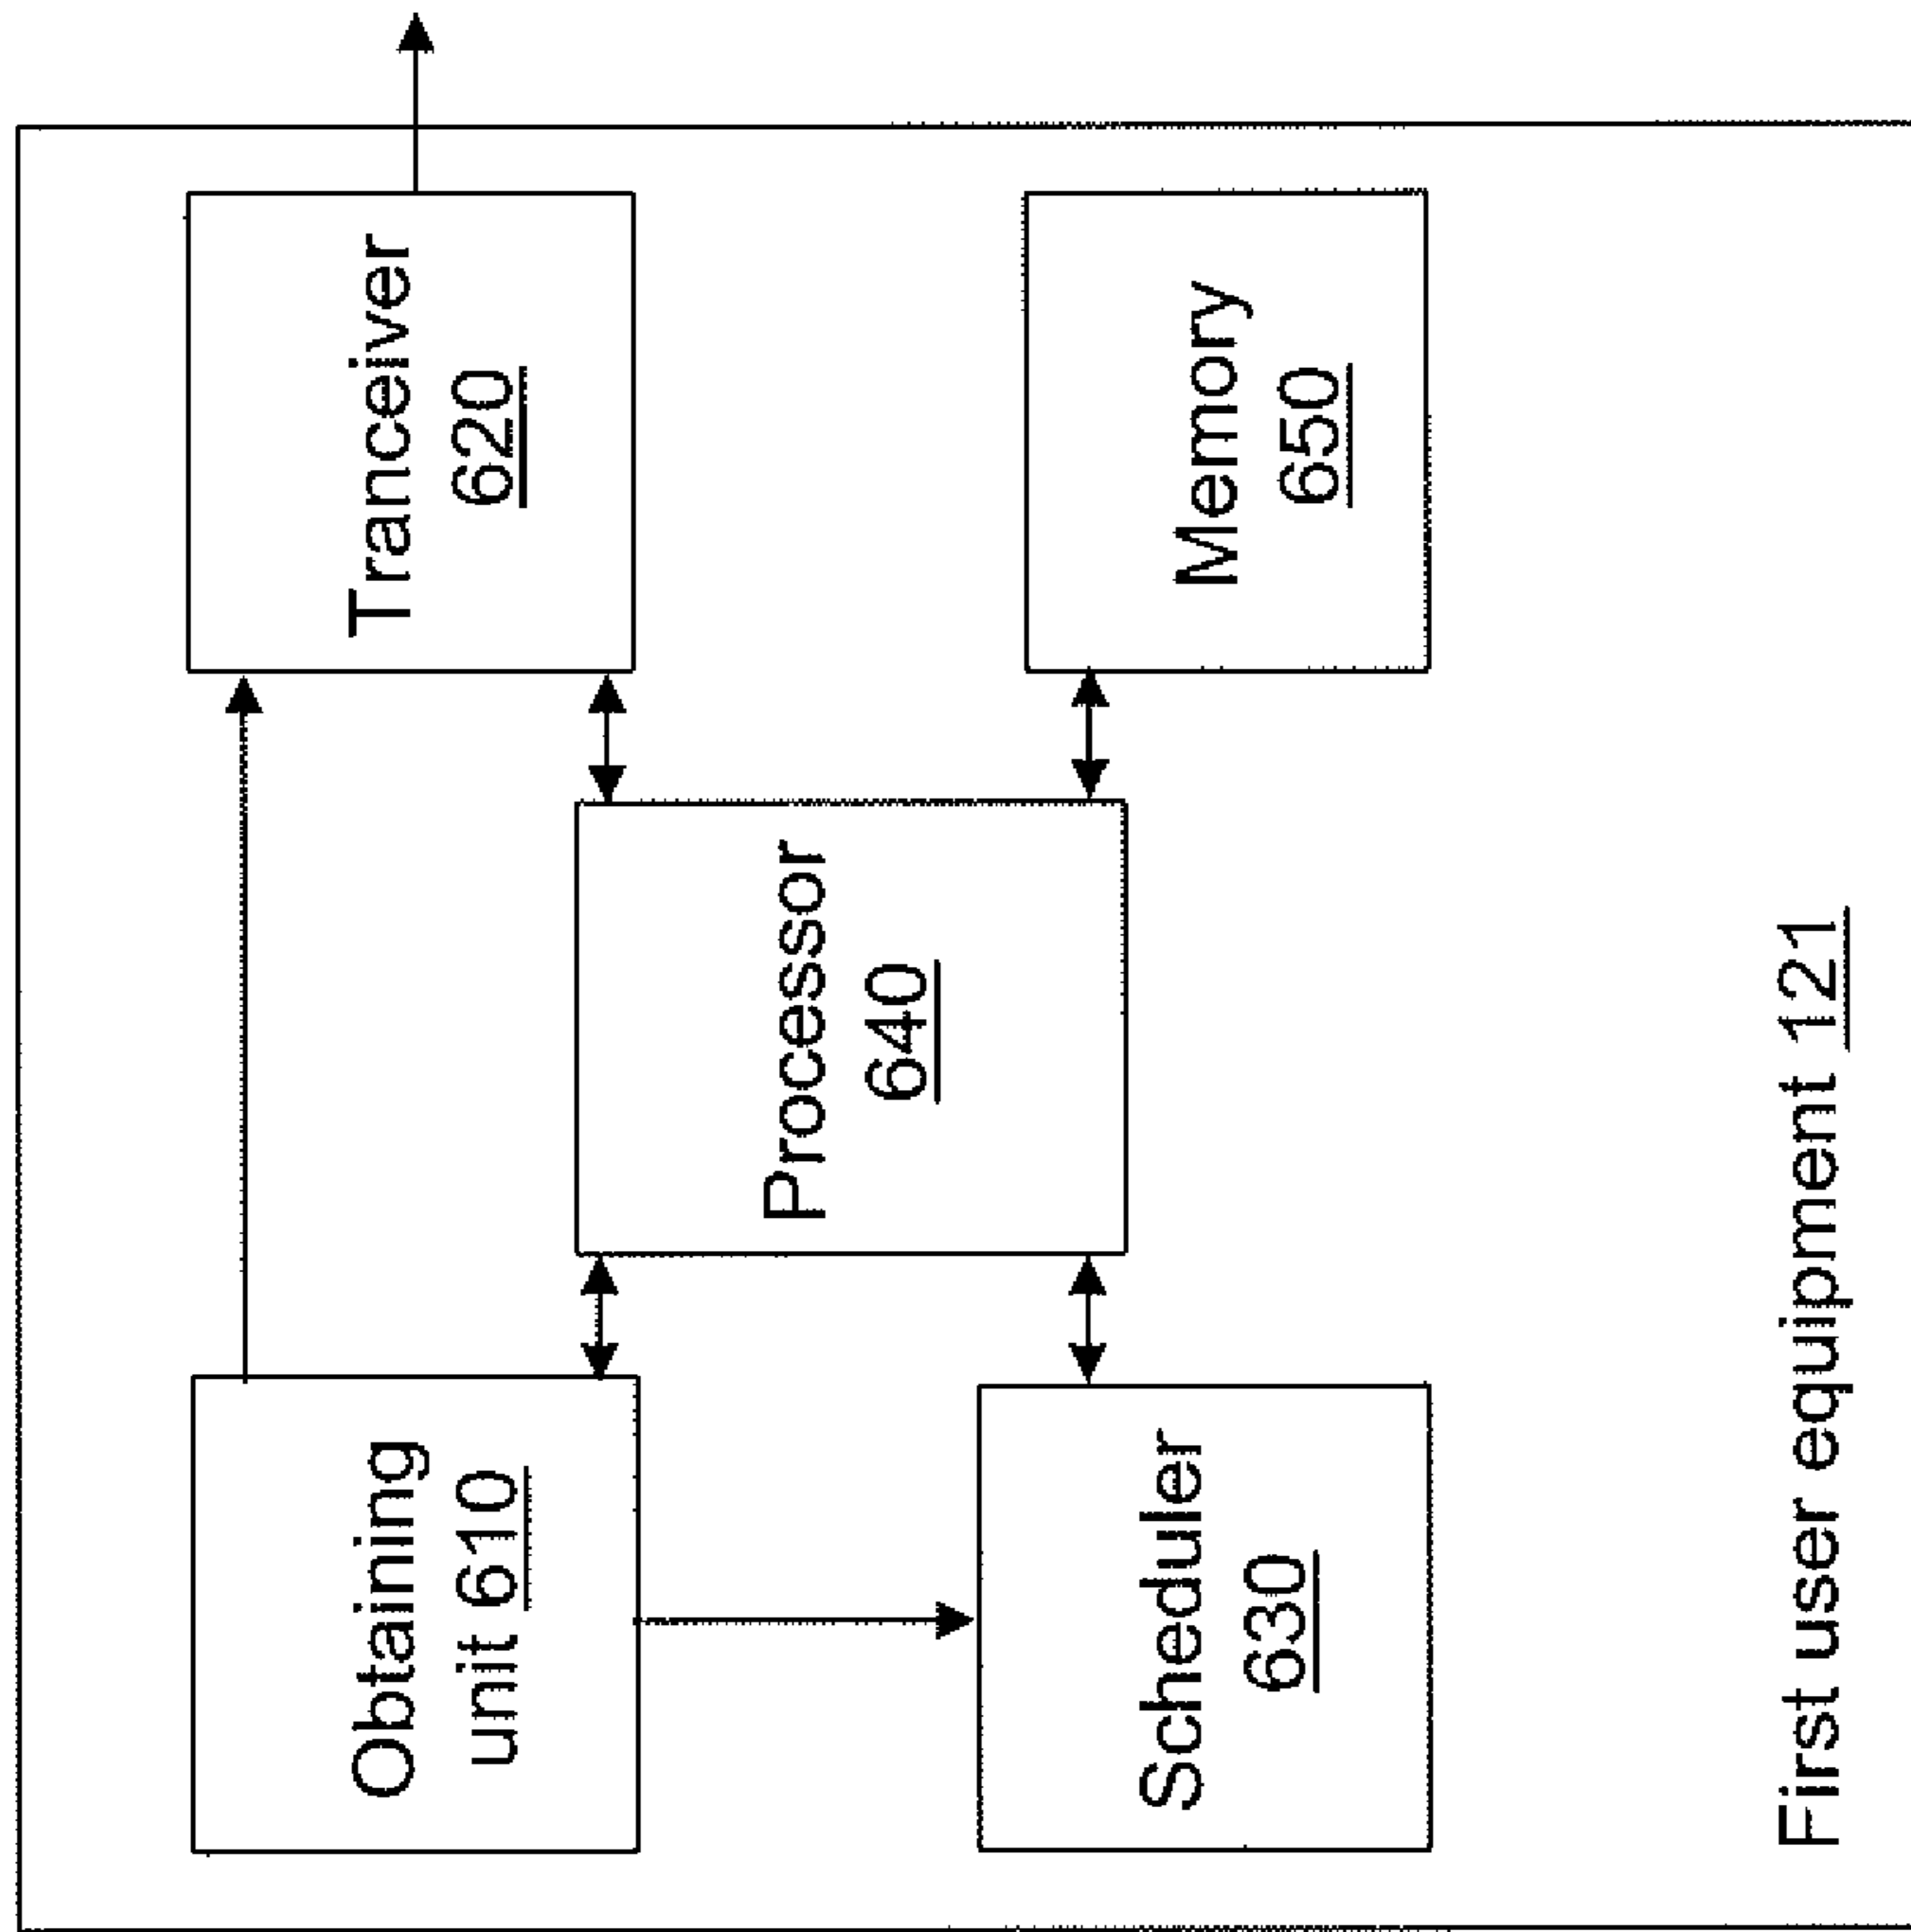 Obtaining
unit 610
Tranceiver
620
Processor
640
Scheduler
630
Memory
650
First user equipment 121